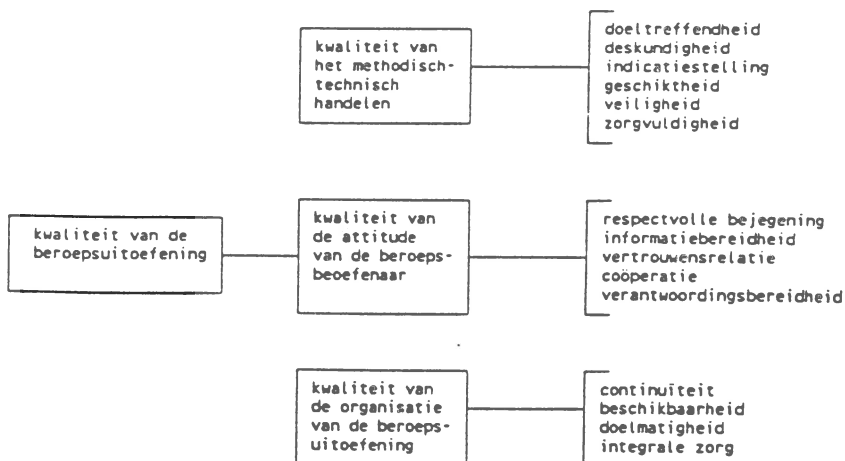 kwaliteit van
het methodisch-
technisch
handelen
doeltreffendheid
deskundigheid
indicatiestelling
geschiktheid
veiligheid
zorgvuldigheid
kwaliteit van de
beroepsuitoefening
kwaliteit van
de attitude
van de beroeps-
beoefenaar
respectvolle bejegening
informatiebereidheid
vertrouwensrelatie
coöperatie
verantwoordingsbereidheid
kwaliteit van
de organisatie
van de beroeps-
uitoefening
continuïteit
beschikbaarheid
doelmatigheid
integrale zorg